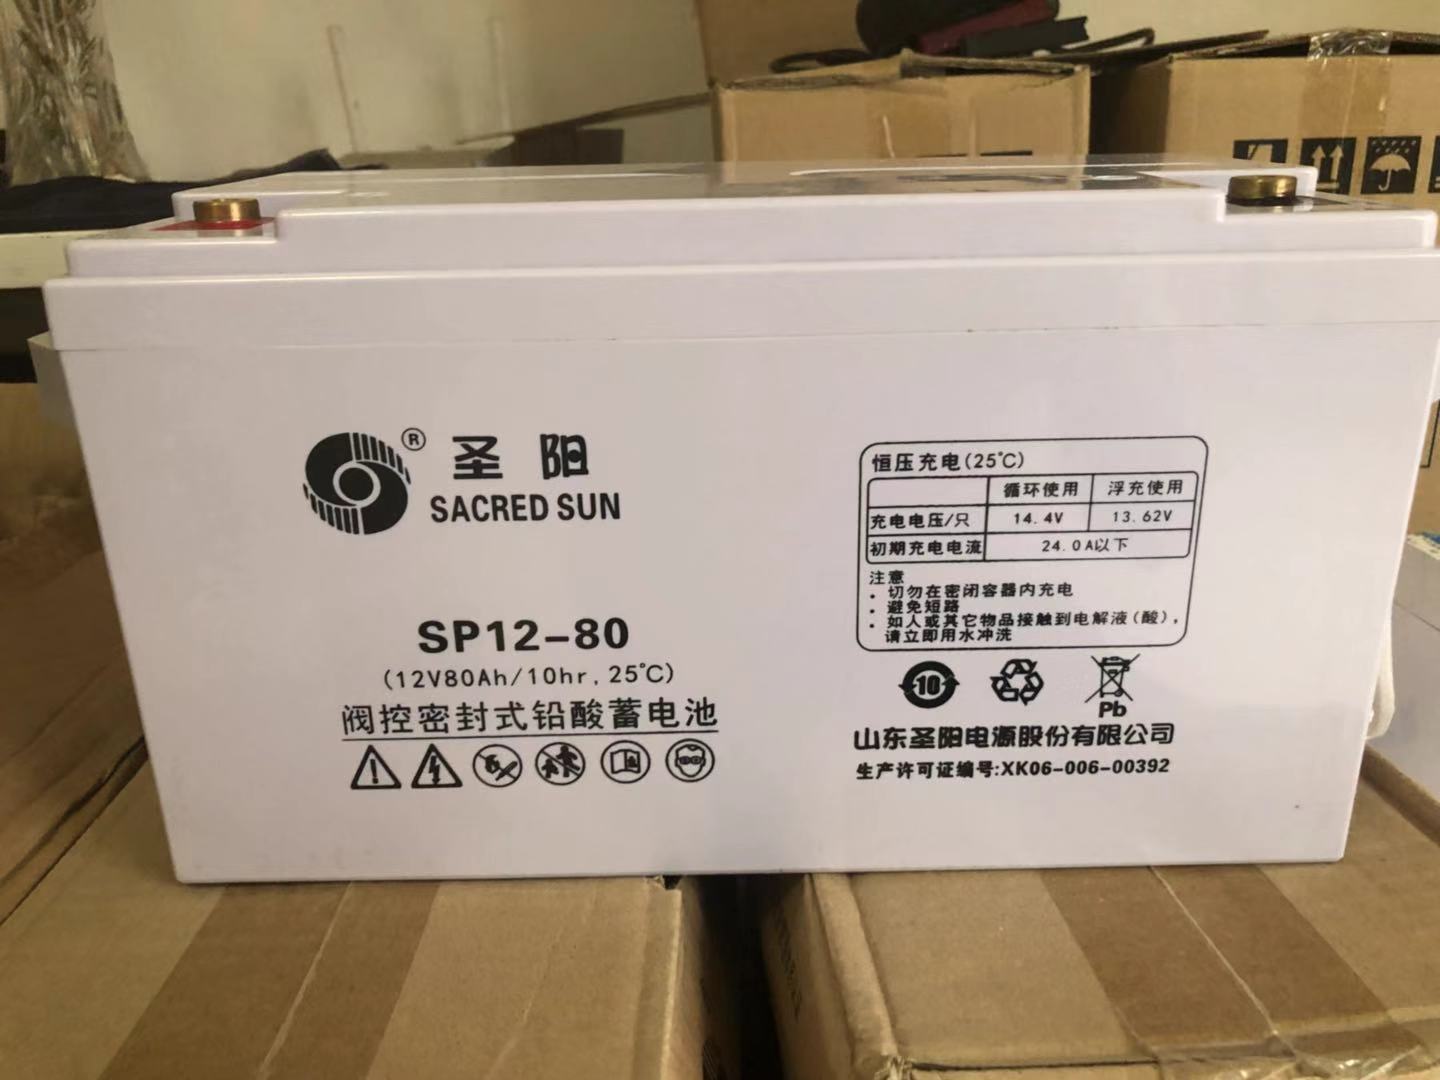 ® 圣阳
SACRED SUN
SP12-80
(12V80Ah/10hr, 25℃)
阀控密封式铅酸蓄电池
恒压充电(25℃)
循环使用 浮充使用
充电电压/只 14.4V 13.62V
初期充电电流 24.0A以下
注意
· 切勿在密闭容器内充电
· 避免短路
· 如人或其它物品接触到电解液(酸),
请立即用水冲洗
10
Pb
山东圣阳电源股份有限公司
生产许可证编号:XK06-006-00392